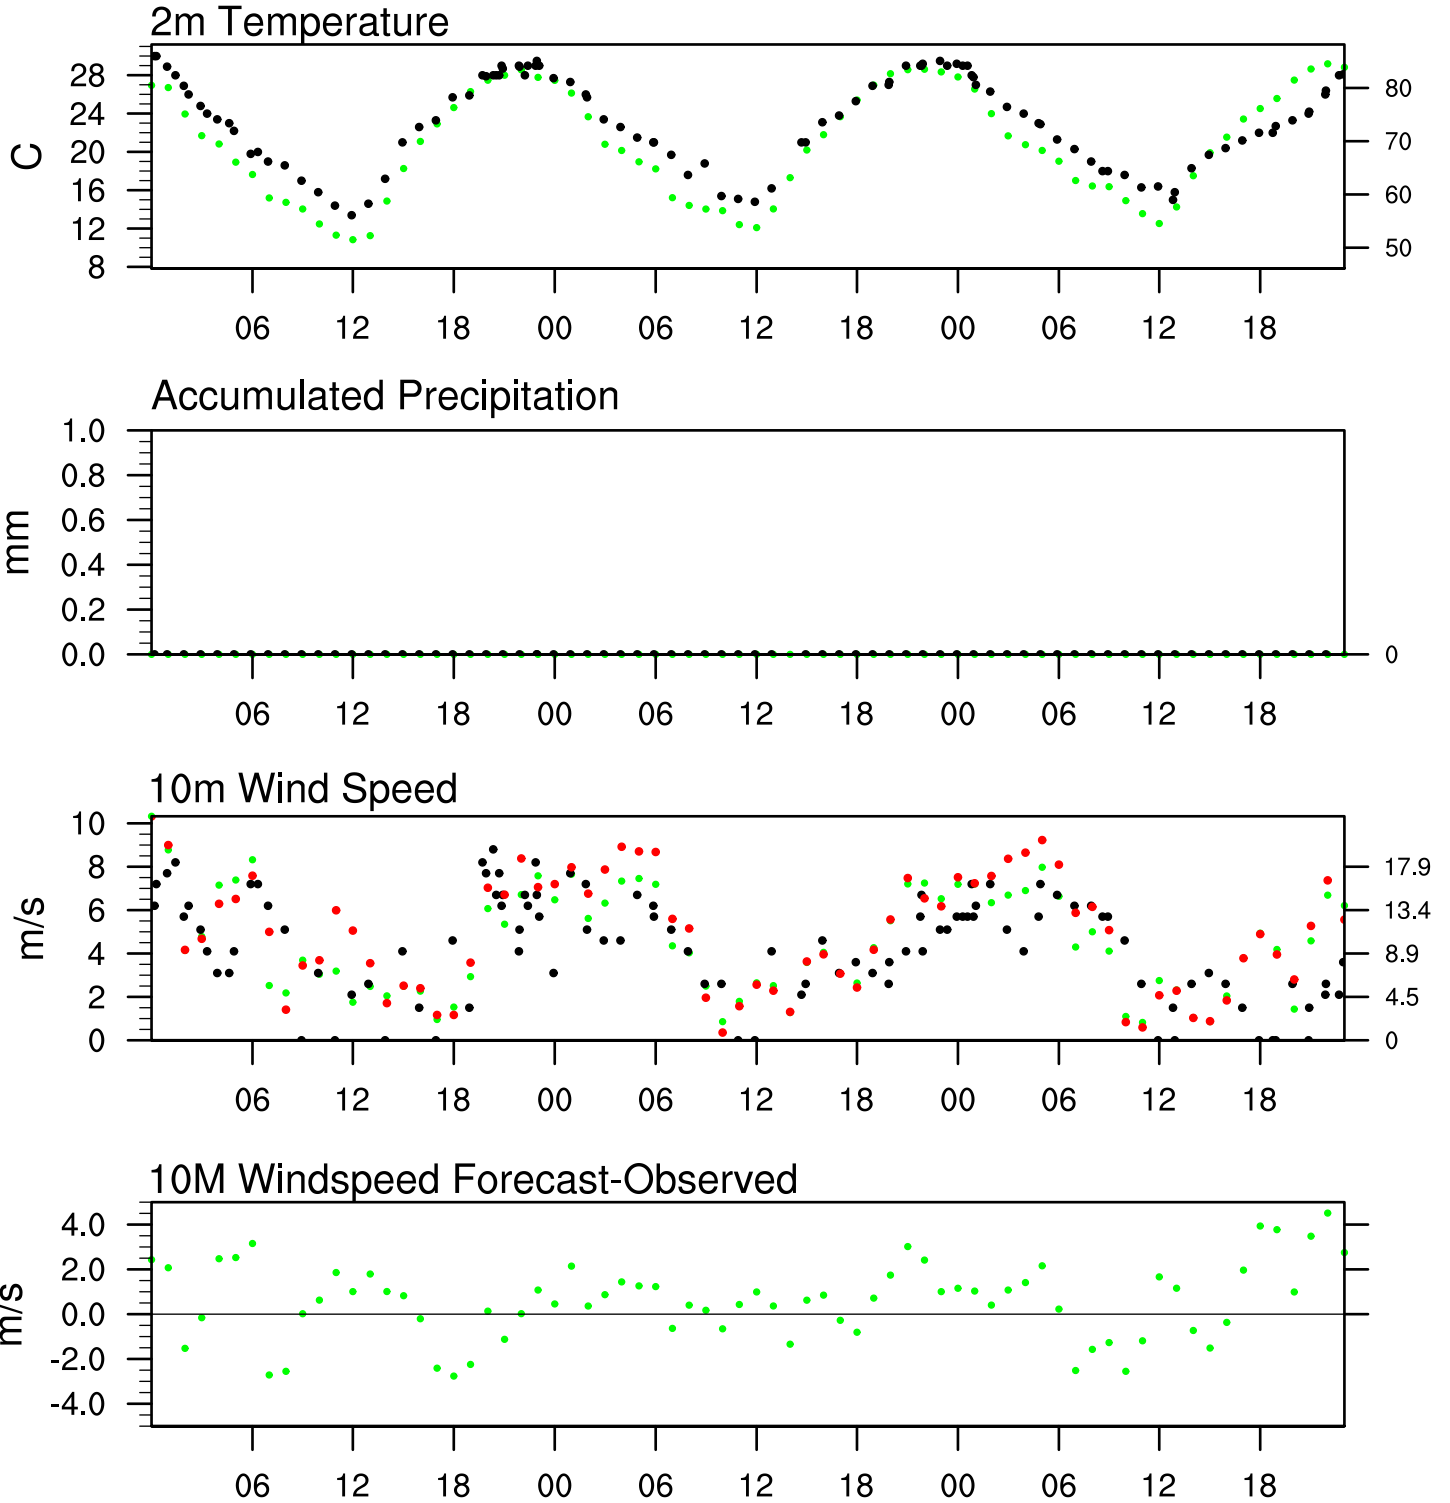 2m Temperature
C
28
24
20
16
12
8
80
70
60
50
06 12 18 00 06 12 18 00 06 12 18
Accumulated Precipitation
mm
1.0
0.8
0.6
0.4
0.2
0.0
0
06 12 18 00 06 12 18 00 06 12 18
10m Wind Speed
m/s
10
8
6
4
2
0
17.9
13.4
8.9
4.5
0
06 12 18 00 06 12 18 00 06 12 18
10M Windspeed Forecast-Observed
m/s
4.0
2.0
0.0
-2.0
-4.0
06 12 18 00 06 12 18 00 06 12 18